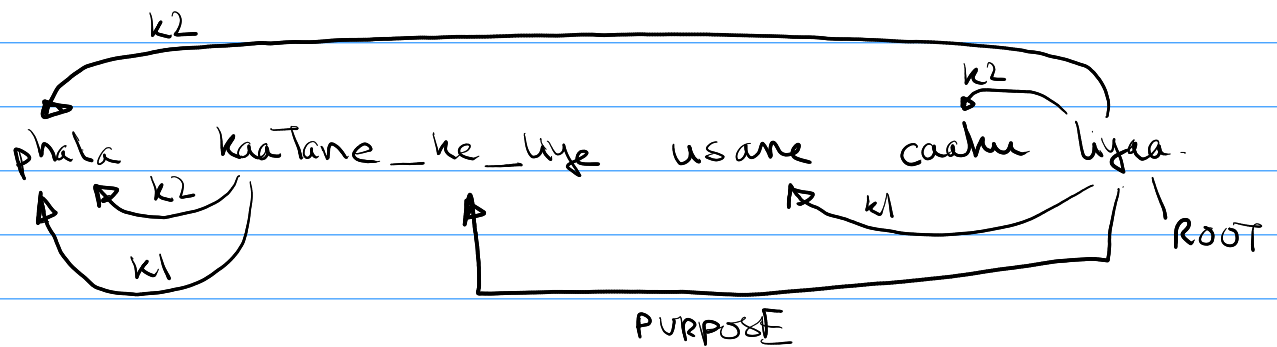 k2
k2
phala kaaTane_ke_liye usane caaku liyaa.
k2
k1
k1
ROOT
PURPOSE